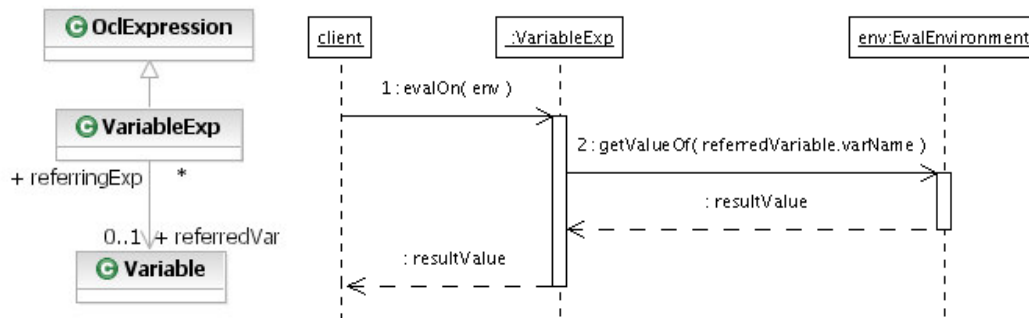 OclExpression
VariableExp
+ referringExp *
0..1 + referredVar
Variable
client
_:VariableExp
env:EvalEnvironment
1:evalOn( env )
2:getValueOf( referredVariable.varName )
: resultValue
: resultValue